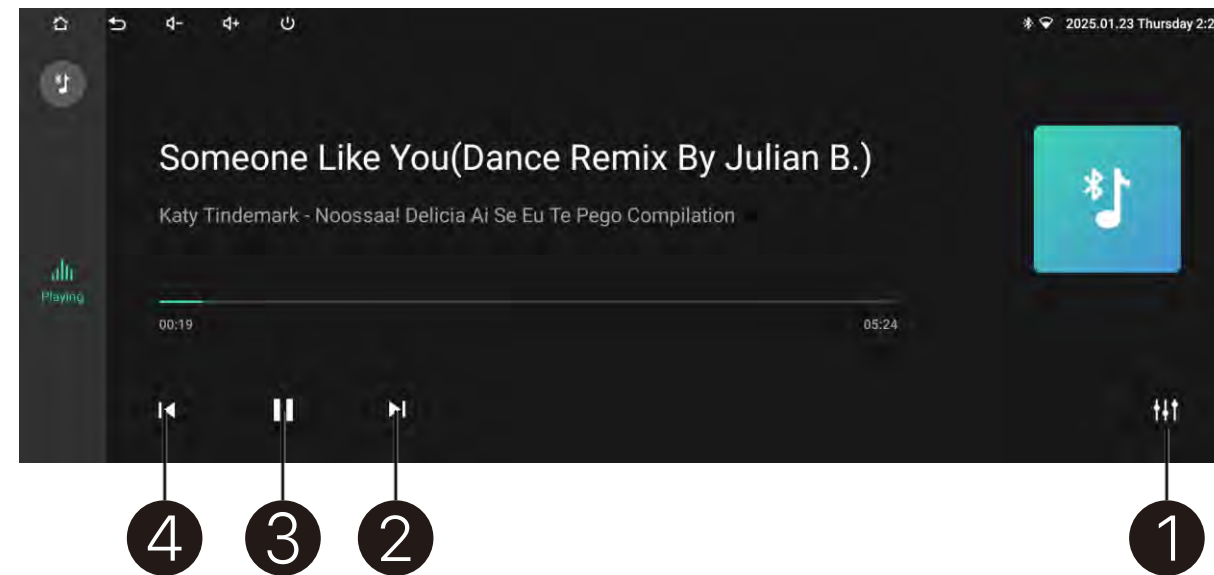 2025.01.23 Thursday 2:2
Someone Like You(Dance Remix By Julian B.)
Katy Tindemark - Noossaa! Delicia Ai Se Eu Te Pego Compilation
Playing
00:19 05:24
4 3 2 1